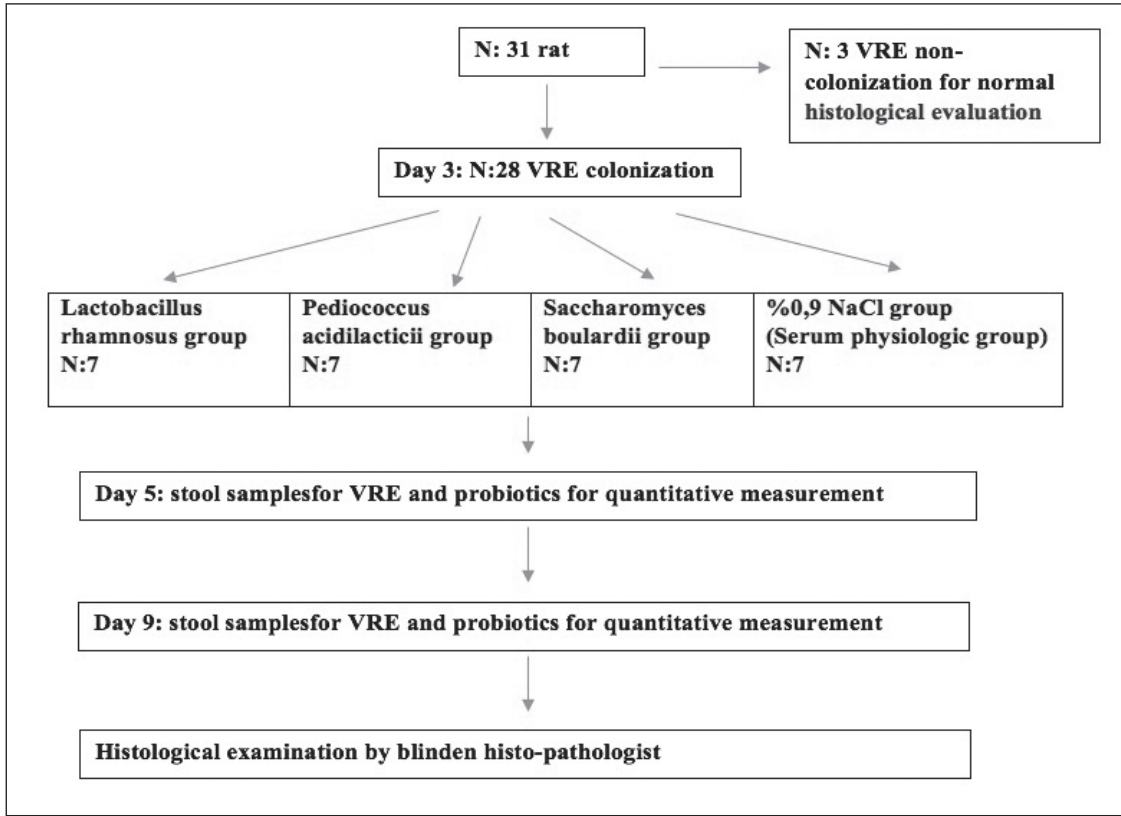 N: 31 rat
N: 3 VRE non-
colonization for normal
histological evaluation
Day 3: N:28 VRE colonization
Lactobacillus
rhamnosus group
N:7
Pediococcus
acidilacticii group
N:7
Saccharomyces
boulardii group
N:7
%0,9 NaCl group
(Serum physiologic group)
N:7
Day 5: stool samplesfor VRE and probiotics for quantitative measurement
Day 9: stool samplesfor VRE and probiotics for quantitative measurement
Histological examination by blinden histo-pathologist